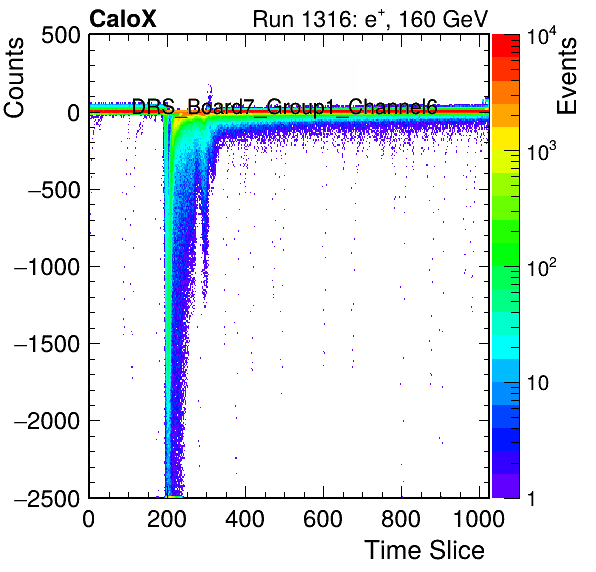 CaloX Run 1316: e⁺, 160 GeV
Counts
Events
500
0
−500
−1000
−1500
−2000
−2500
DRS_Board7_Group1_Channel6
10⁴
10³
10²
10
1
0 200 400 600 800 1000
Time Slice